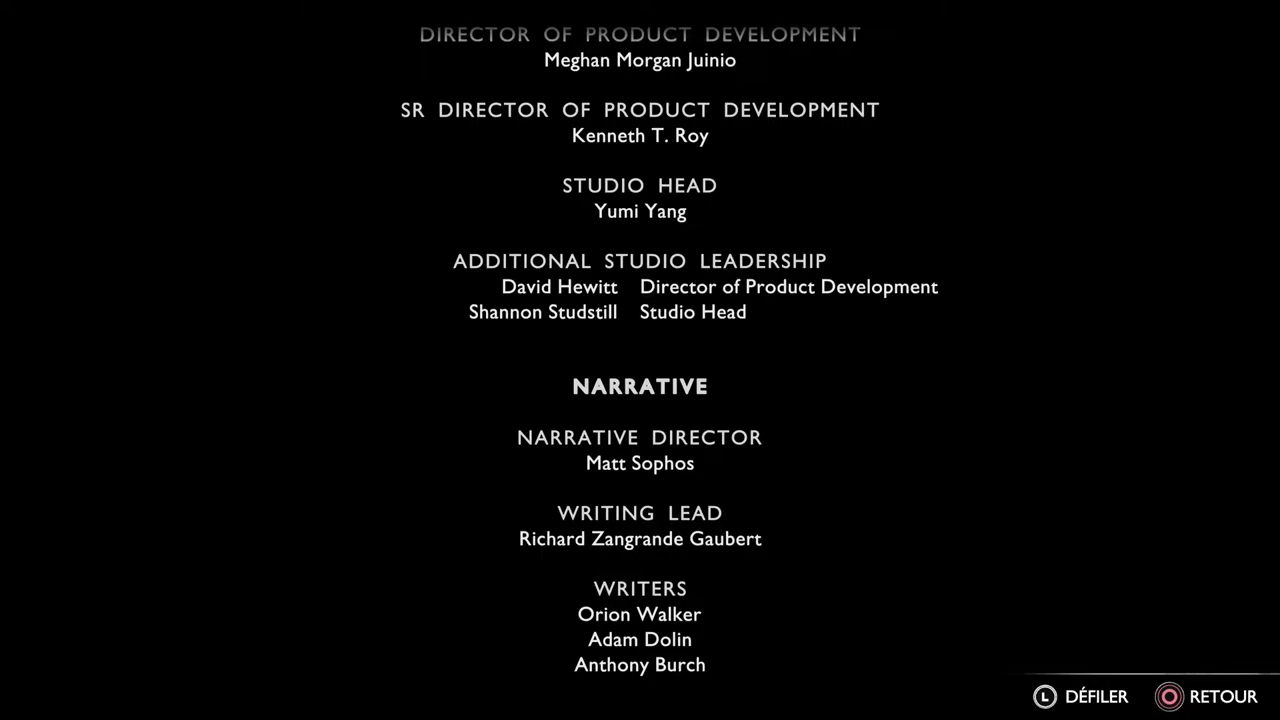 DIRECTOR OF PRODUCT DEVELOPMENT
Meghan Morgan Juinio
SR DIRECTOR OF PRODUCT DEVELOPMENT
Kenneth T. Roy
STUDIO HEAD
Yumi Yang
ADDITIONAL STUDIO LEADERSHIP
David Hewitt Director of Product Development
Shannon Studstill Studio Head
NARRATIVE
NARRATIVE DIRECTOR
Matt Sophos
WRITING LEAD
Richard Zangrande Gaubert
WRITERS
Orion Walker
Adam Dolin
Anthony Burch
L DÉFILER RETOUR